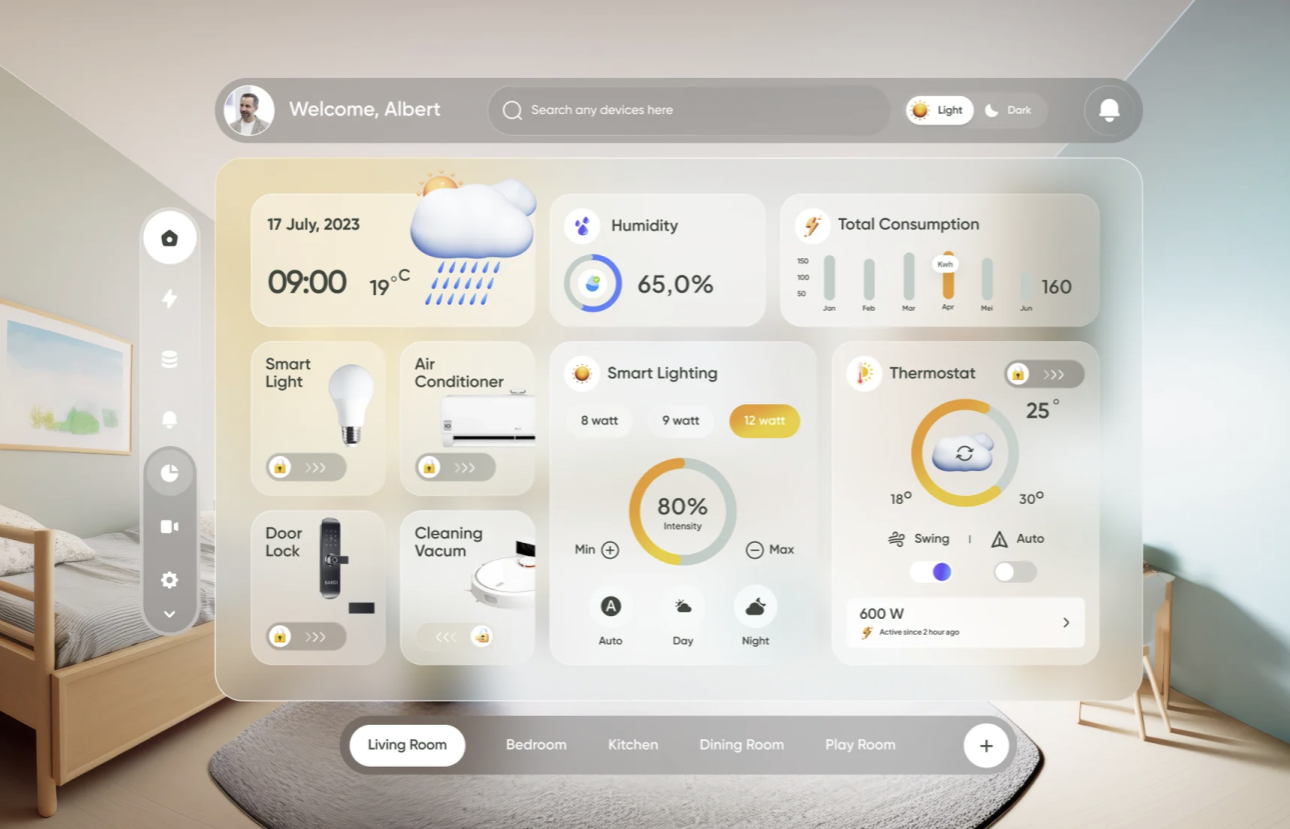 Welcome, Albert
Search any devices here
Light
Dark
17 July, 2023
09:00
19°C
Humidity
65,0%
Total Consumption
150
100
50
Kwh
Jan
Feb
Mar
Apr
Mei
Jun
160
Smart
Light
Air
Conditioner
Door
Lock
Cleaning
Vacum
Smart Lighting
8 watt
9 watt
12 watt
80%
Intensity
Min
Max
A
Auto
Day
Night
Thermostat
25°
18°
30°
Swing
Auto
600 W
Active since 2 hour ago
Living Room
Bedroom
Kitchen
Dining Room
Play Room